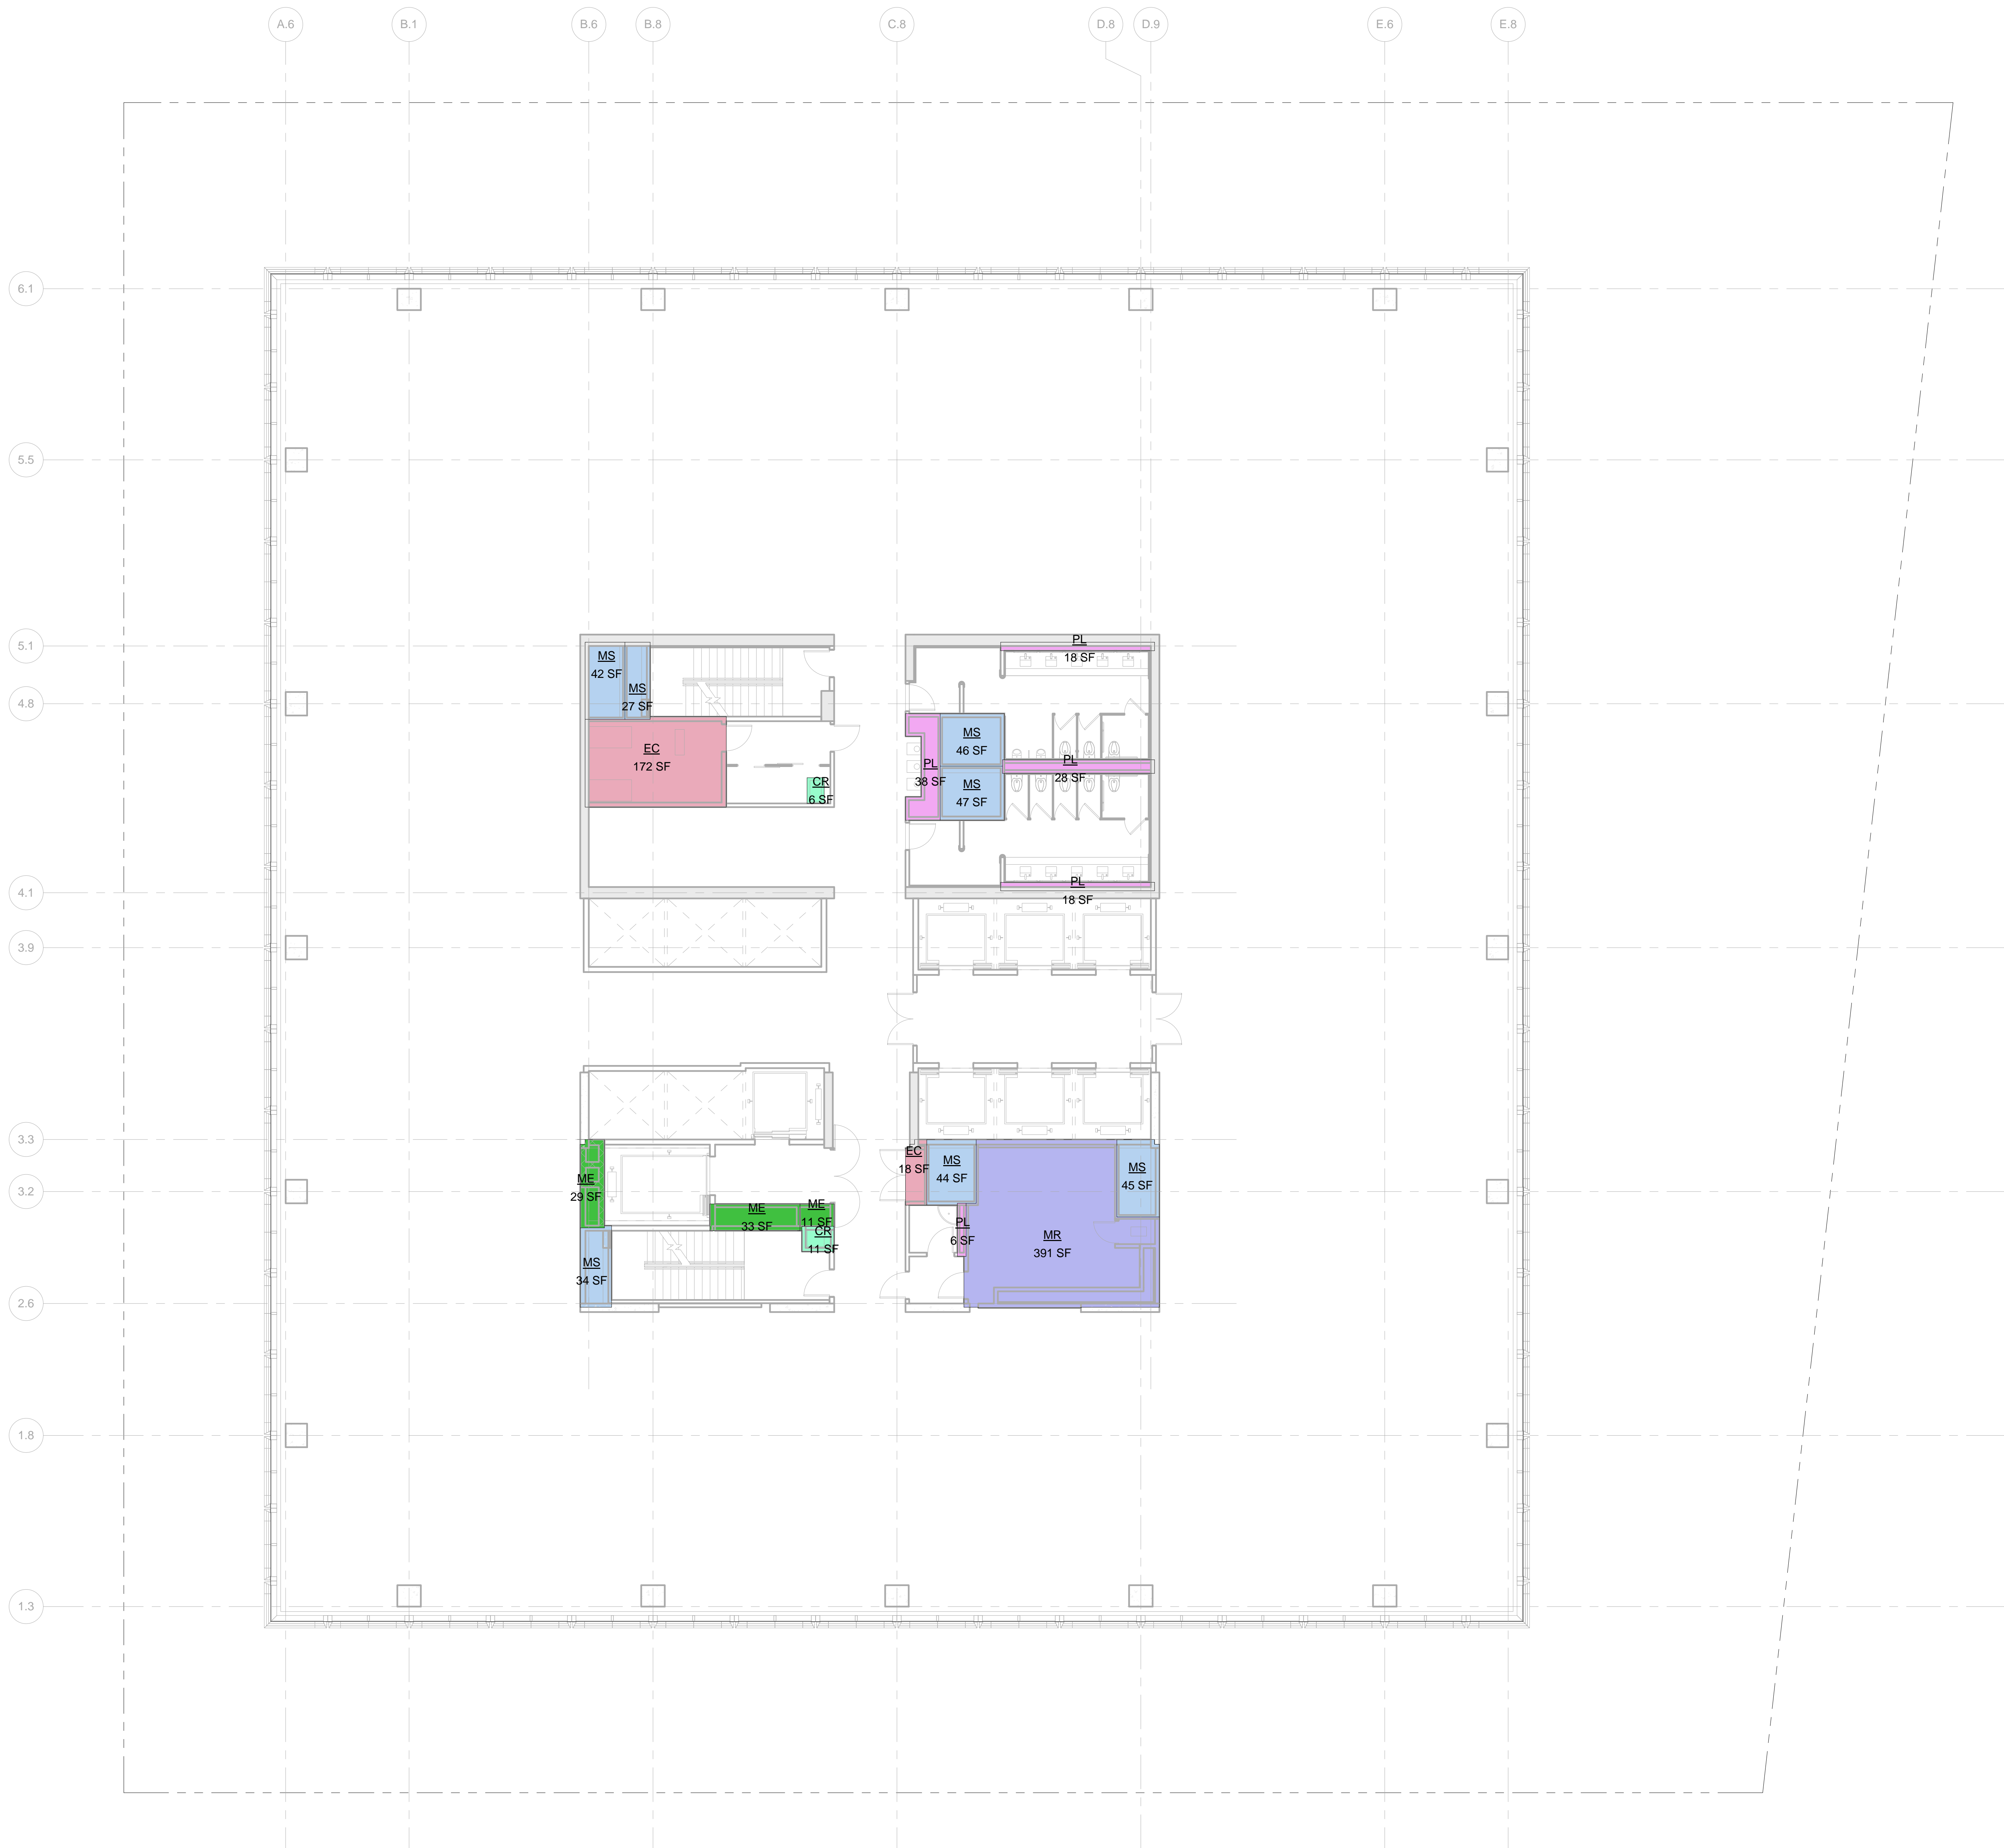 A.6 B.1 B.6 B.8 C.8 D.8 D.9 E.6 E.8
6.1
5.5
5.1
4.8
4.1
3.9
3.3
3.2
2.6
1.8
1.3
MS
42 SF
MS
27 SF
EC
172 SF
CR
6 SF
PL
18 SF
MS
46 SF
PL
38 SF
PL
28 SF
MS
47 SF
PL
18 SF
ME
29 SF
ME
33 SF
ME
11 SF
CR
11 SF
MS
34 SF
EC
18 SF
MS
44 SF
MS
45 SF
PL
6 SF
MR
391 SF